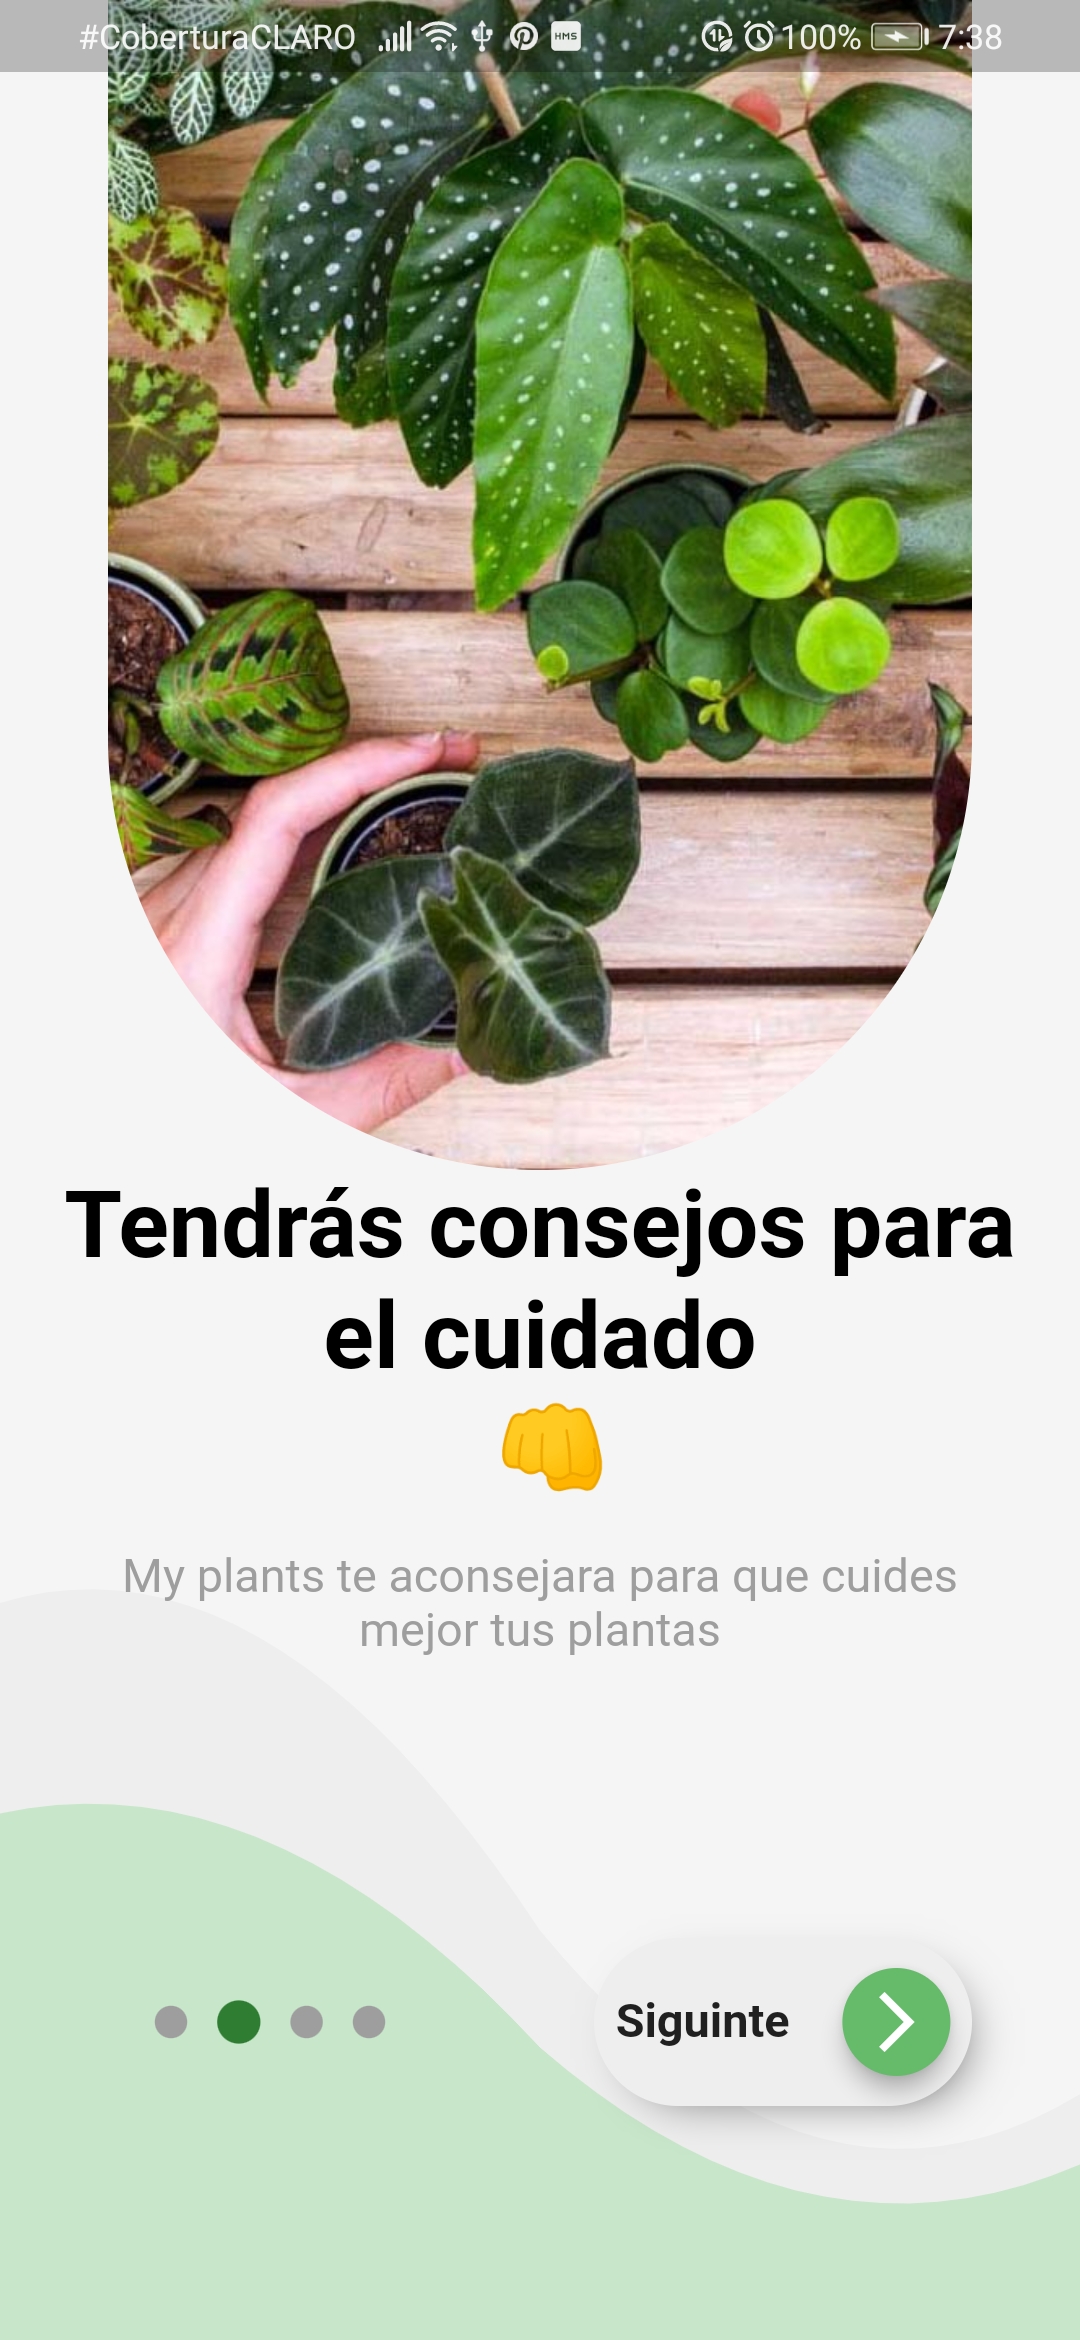 #CoberturaCLARO HMS 100% 7:38
Tendrás consejos para
el cuidado
👊
My plants te aconsejara para que cuides
mejor tus plantas
Siguinte